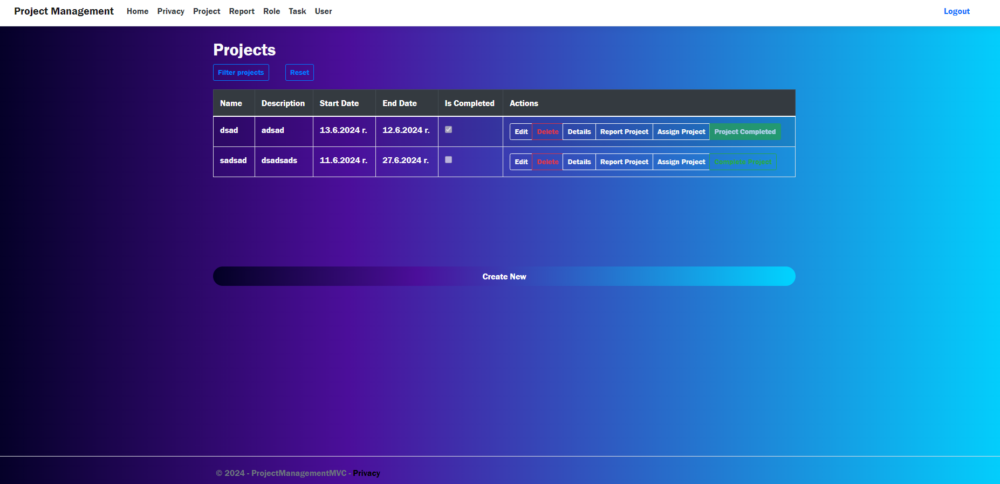 Project Management Home Privacy Project Report Role Task User Logout
Projects
Filter projects Reset
Name Description Start Date End Date Is Completed Actions
dsad adsad 13.6.2024 г. 12.6.2024 г. Edit Delete Details Report Project Assign Project Project Completed
sadsad dsadsads 11.6.2024 г. 27.6.2024 г. Edit Delete Details Report Project Assign Project Complete Project
Create New
© 2024 - ProjectManagementMVC - Privacy